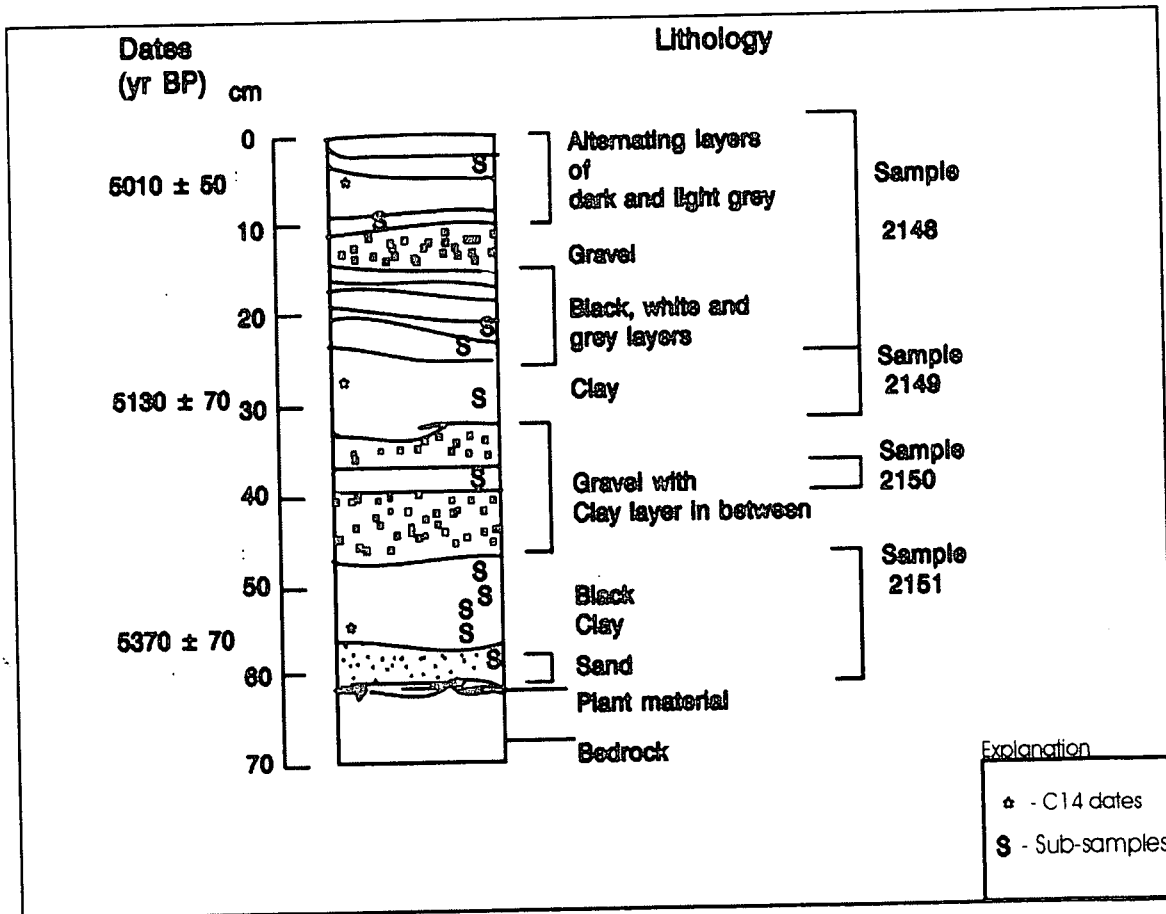 Lithology
Dates
(yr BP) cm
0
5010 ± 50
10
20
5130 ± 70 30
40
50
5370 ± 70
60
70
Alternating layers
of
dark and light grey
Gravel
Black, white and
grey layers
Clay
Gravel with
Clay layer in between
Black
Clay
Sand
Plant material
Bedrock
Sample
2148
Sample
2149
Sample
2150
Sample
2151
S
S
S
S
S
S
S
S
S
S
S
Explanation
☆ - C14 dates
S - Sub-samples